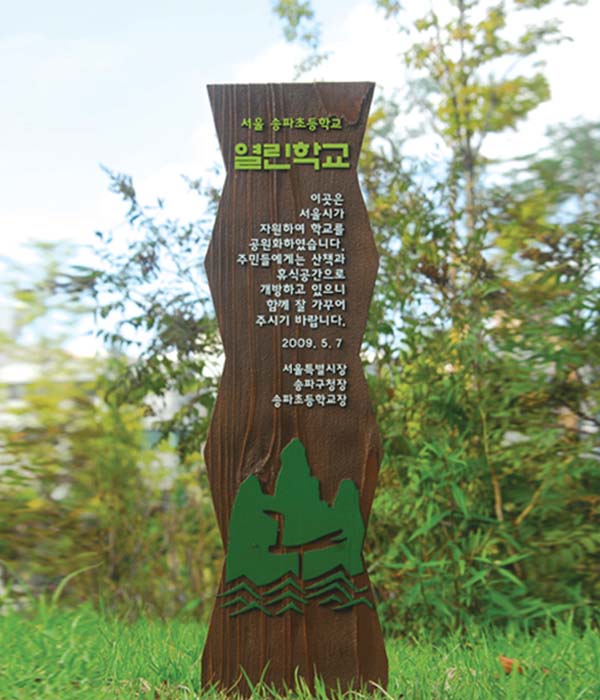 서울 송파초등학교
열린학교
이곳은
서울시가
지원하여 학교를
공원화하였습니다.
주민들에게는 산책과
휴식공간으로
개방하고 있으니
함께 잘 가꾸어
주시기 바랍니다.
2009. 5. 7
서울특별시장
송파구청장
송파초등학교장